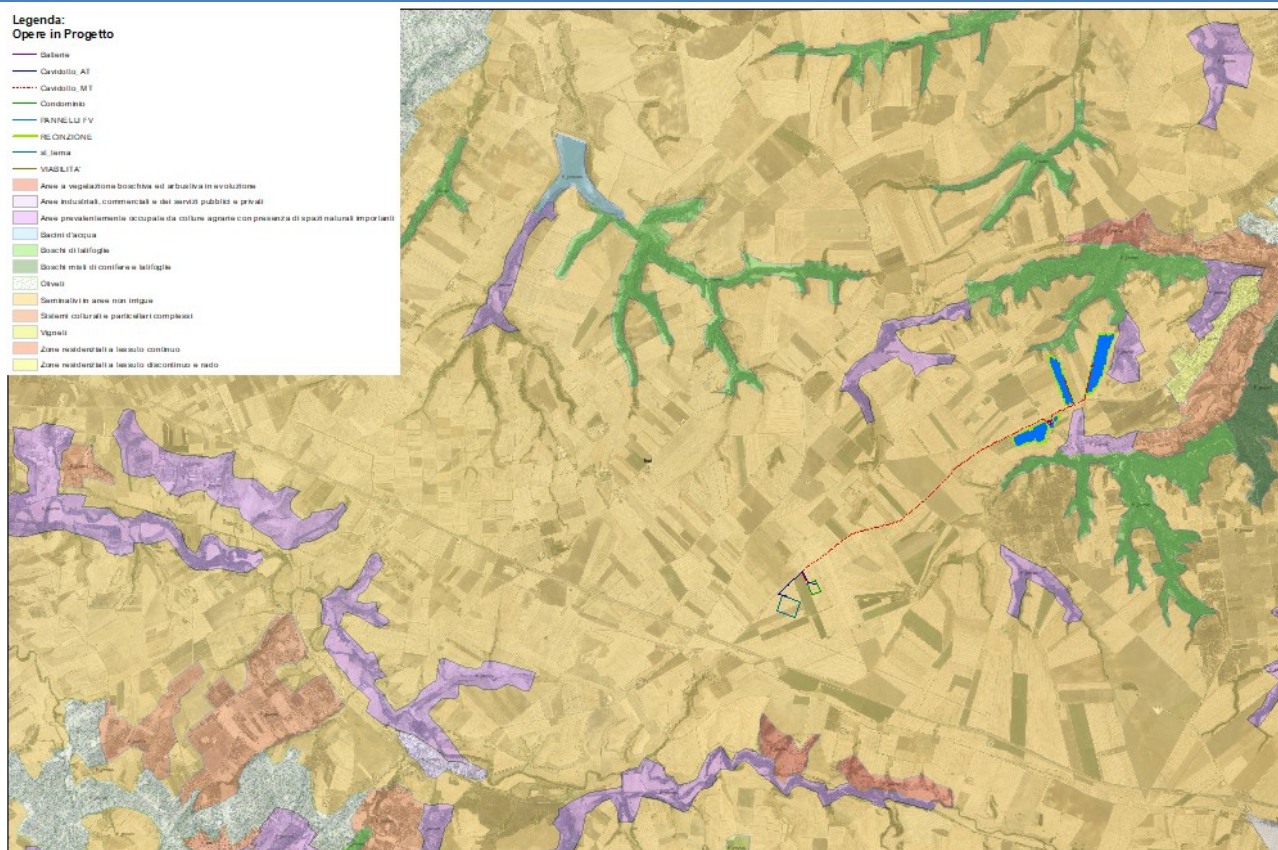 Legenda:
Opere in Progetto
Batterie
Cavidotto_AT
Cavidotto_MT
Condominio
PANNELLI FV
RECINZIONE
st_terna
VIABILITA'
Aree a vegetazione boschiva ed arbustiva in evoluzione
Aree industriali, commerciali e dei servizi pubblici e privati
Aree prevalentemente occupate da colture agrarie con presenza di spazi naturali importanti
Bacini d'acqua
Boschi di latifoglie
Boschi misti di conifere e latifoglie
Oliveti
Seminativi in aree non irrigue
Sistemi colturali e particellari complessi
Vigneti
Zone residenziali a tessuto continuo
Zone residenziali a tessuto discontinuo e rado